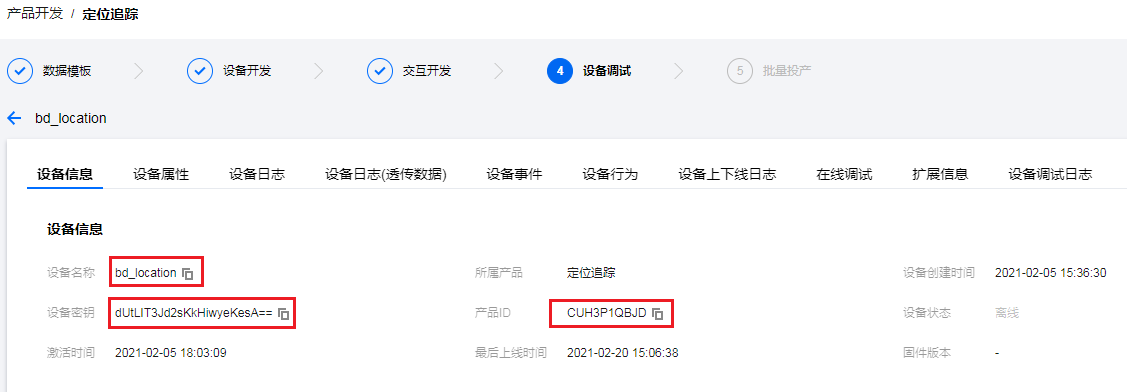 产品开发 / 定位追踪
数据模板 设备开发 交互开发 4 设备调试 5 批量投产
bd_location
设备信息 设备属性 设备日志 设备日志(透传数据) 设备事件 设备行为 设备上下线日志 在线调试 扩展信息 设备调试日志
设备信息
设备名称 bd_location 所属产品 定位追踪 设备创建时间 2021-02-05 15:36:30
设备密钥 dUtLIT3Jd2sKkHiwyeKesA== 产品ID CUH3P1QBJD 设备状态 离线
激活时间 2021-02-05 18:03:09 最后上线时间 2021-02-20 15:06:38 固件版本 -